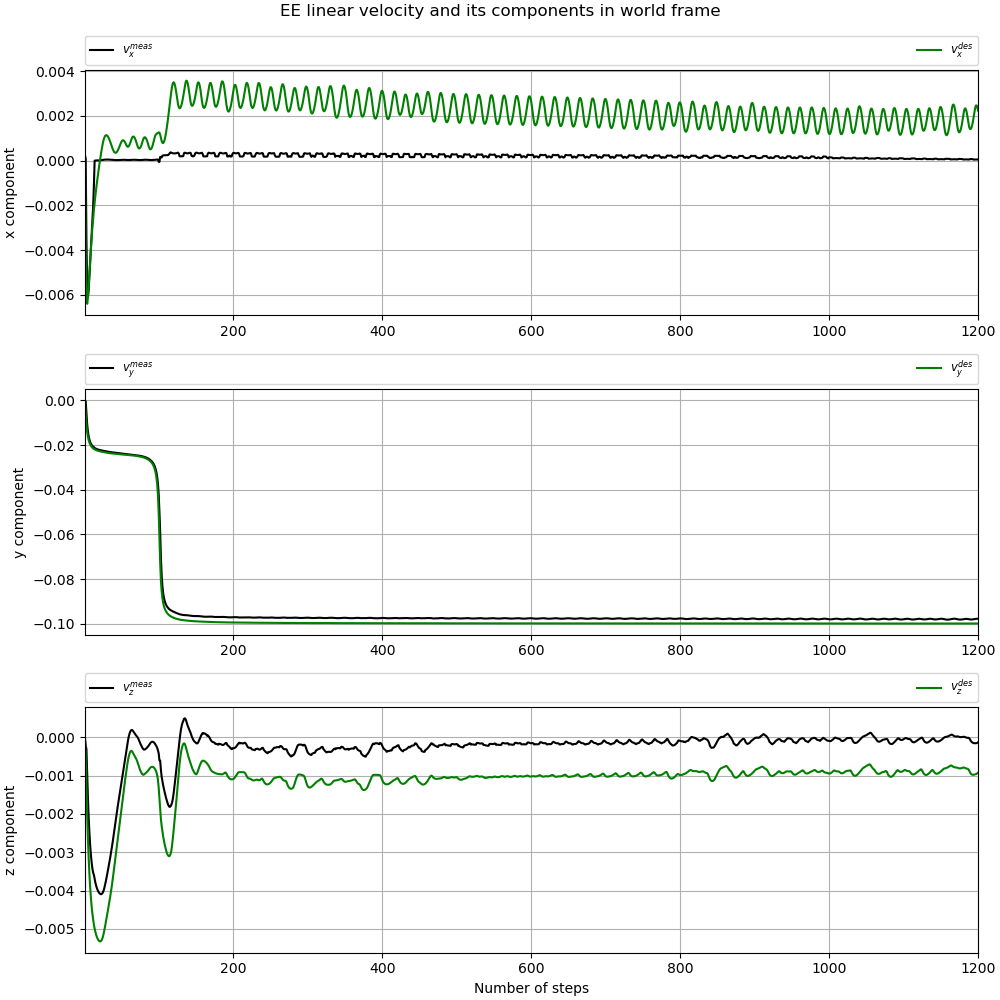 EE linear velocity and its components in world frame
v_x^meas v_x^des
0.004
0.002
0.000
−0.002
−0.004
−0.006
x component
200 400 600 800 1000 1200
v_y^meas v_y^des
0.00
−0.02
−0.04
−0.06
−0.08
−0.10
y component
200 400 600 800 1000 1200
v_z^meas v_z^des
0.000
−0.001
−0.002
−0.003
−0.004
−0.005
z component
200 400 600 800 1000 1200
Number of steps